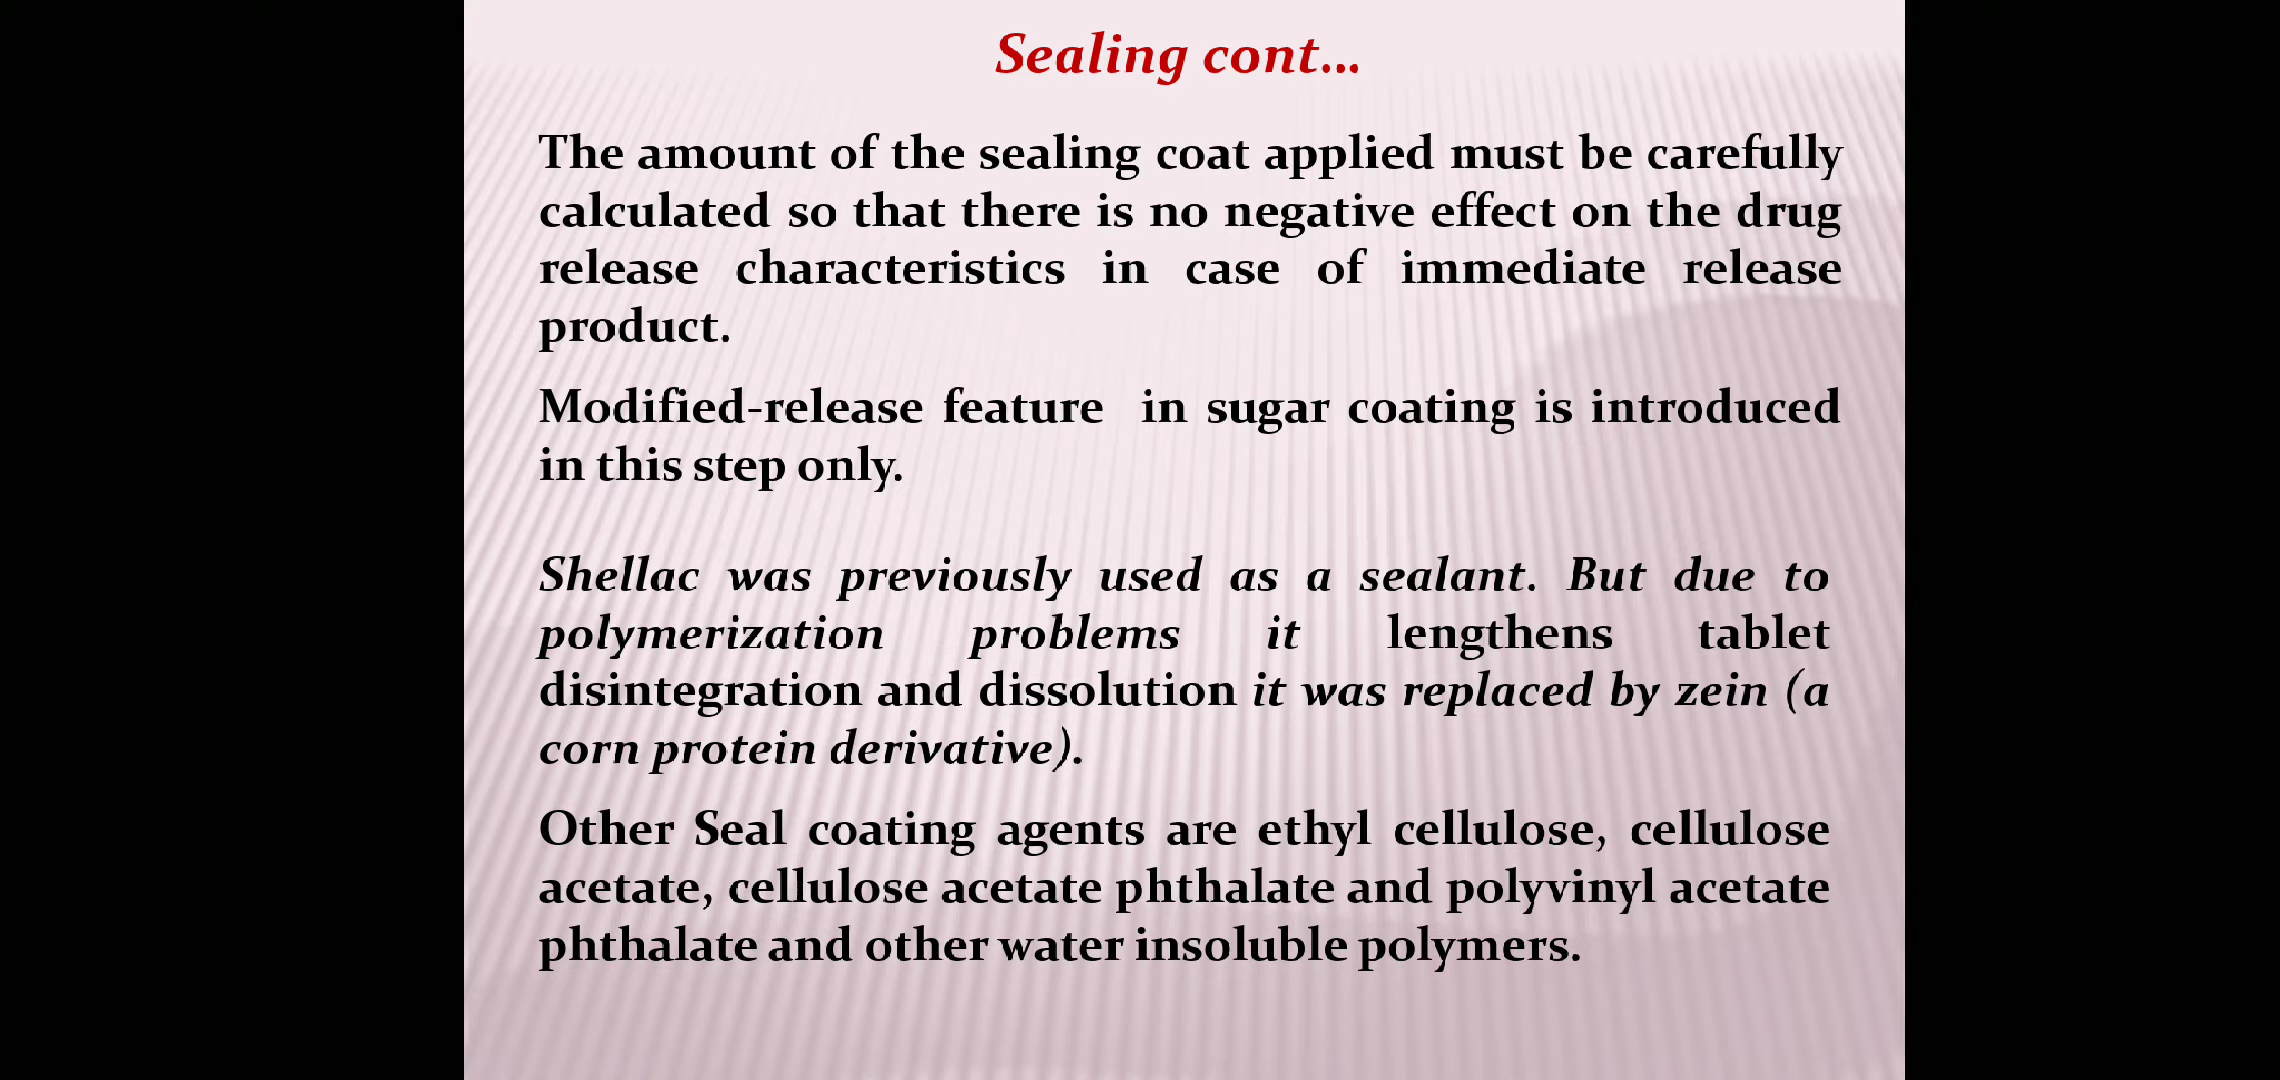 Sealing cont…
The amount of the sealing coat applied must be carefully
calculated so that there is no negative effect on the drug
release characteristics in case of immediate release
product.
Modified-release feature in sugar coating is introduced
in this step only.
Shellac was previously used as a sealant. But due to
polymerization problems it lengthens tablet
disintegration and dissolution it was replaced by zein (a
corn protein derivative).
Other Seal coating agents are ethyl cellulose, cellulose
acetate, cellulose acetate phthalate and polyvinyl acetate
phthalate and other water insoluble polymers.